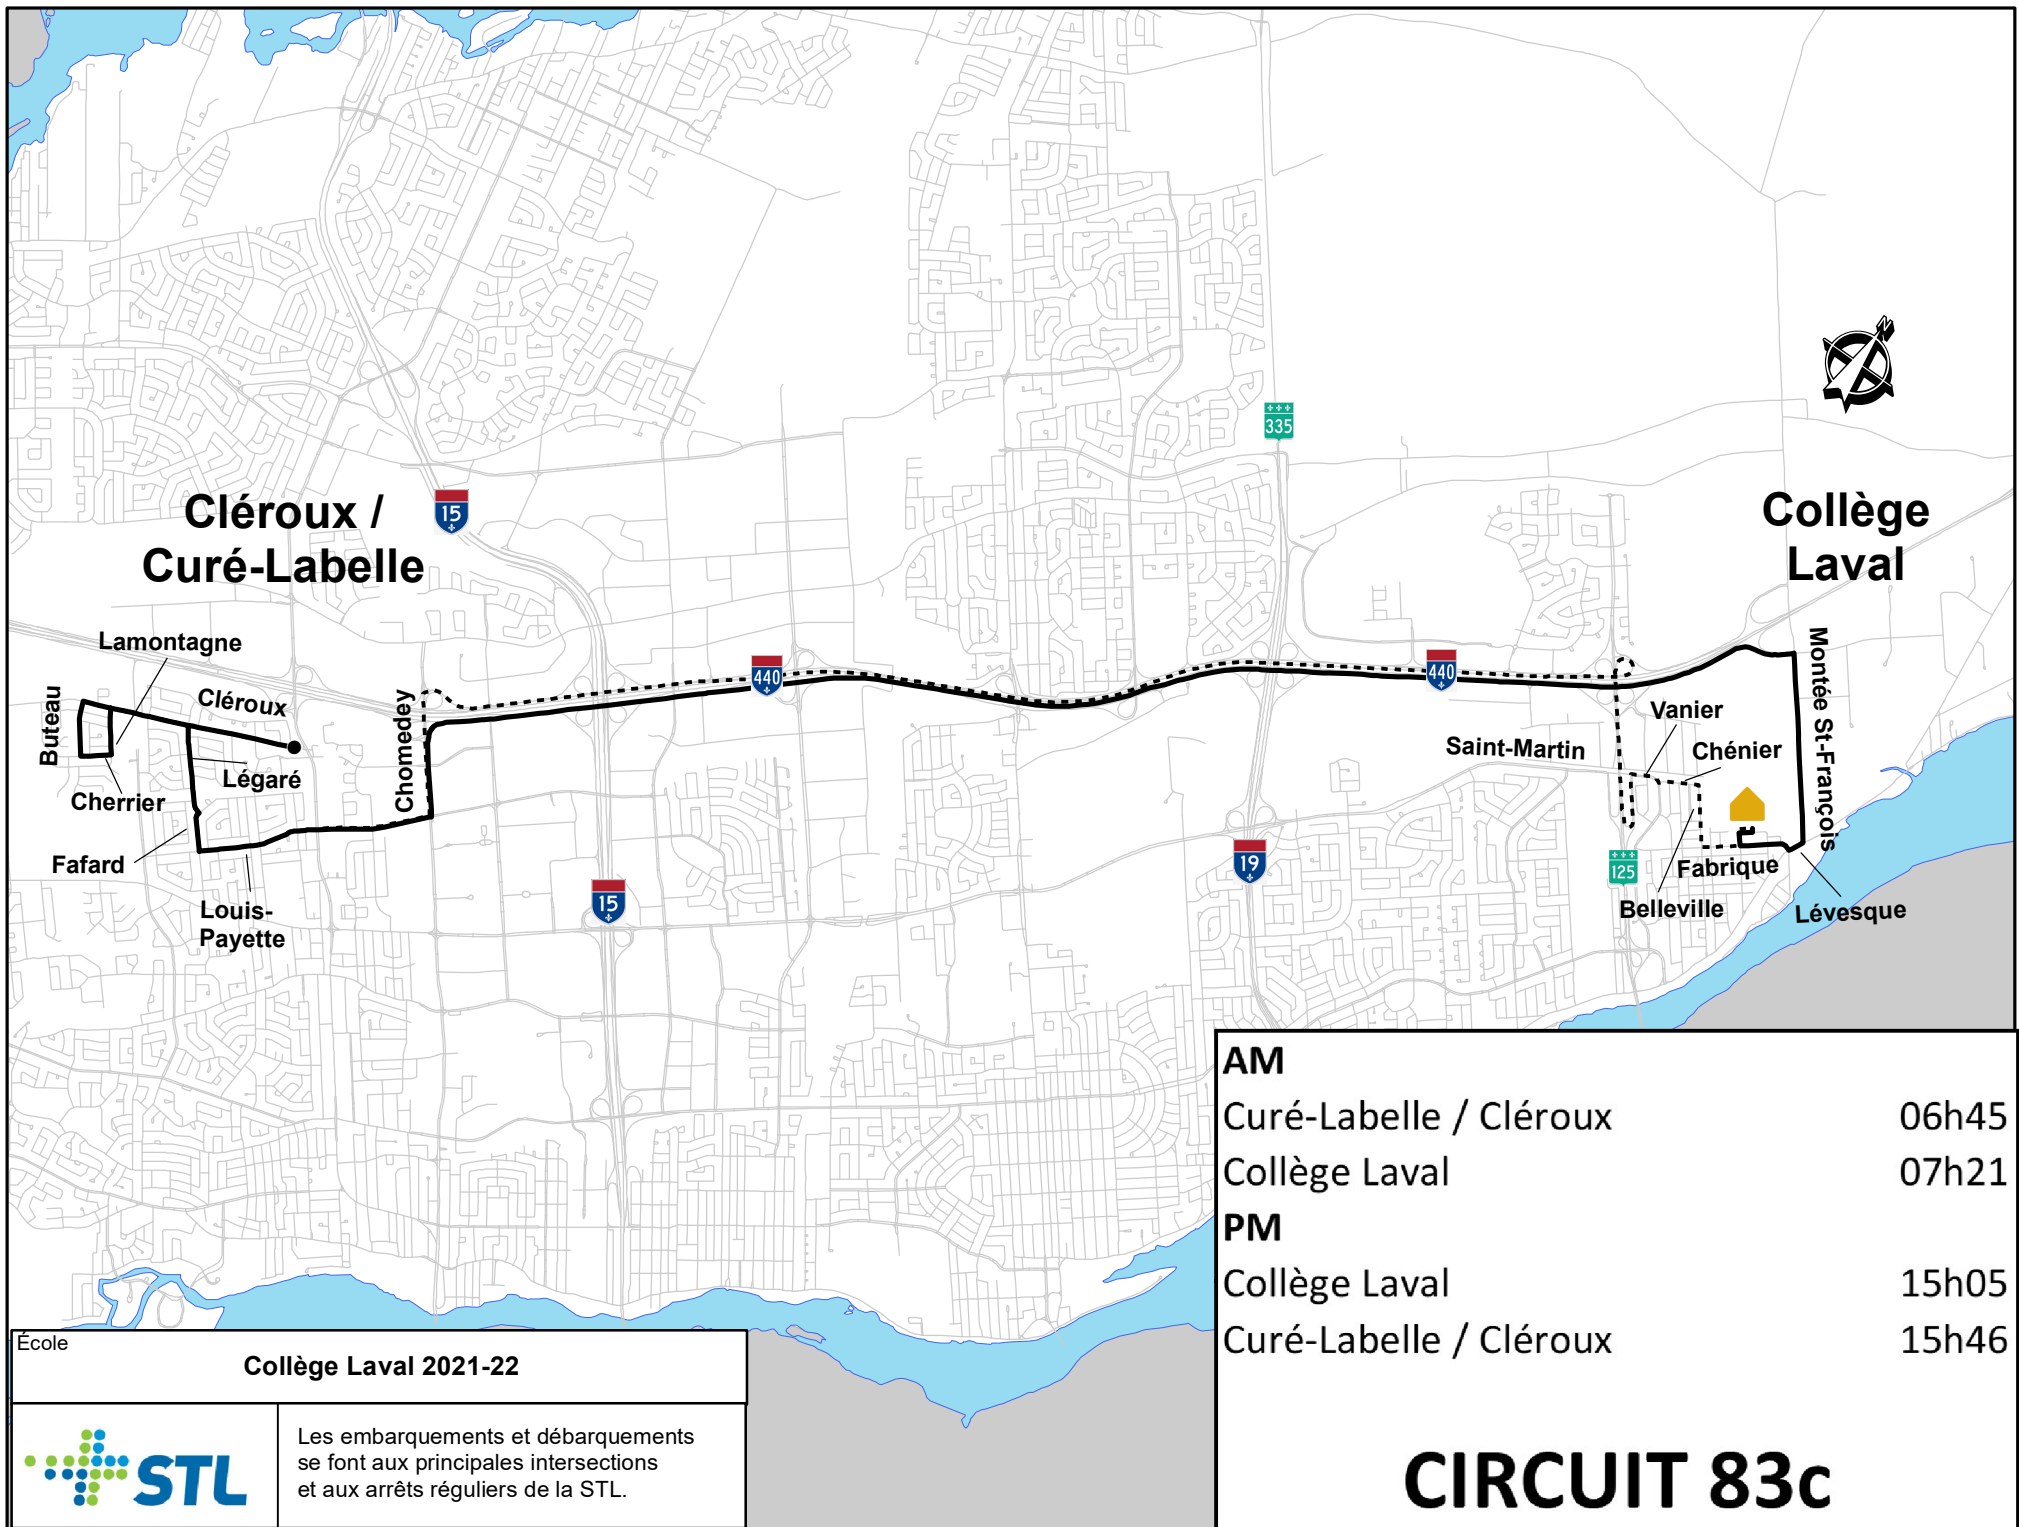 N
335
Cléroux /
Curé-Labelle
15
Collège
Laval
Lamontagne
Buteau
Cléroux
Chomedey
440
440
Montée St-François
Vanier
Saint-Martin
Chénier
Légaré
Cherrier
Fafard
Louis-
Payette
15
19
125
Fabrique
Belleville
Lévesque
AM
Curé-Labelle / Cléroux 06h45
Collège Laval 07h21
PM
Collège Laval 15h05
Curé-Labelle / Cléroux 15h46
CIRCUIT 83c
École
Collège Laval 2021-22
STL
Les embarquements et débarquements
se font aux principales intersections
et aux arrêts réguliers de la STL.